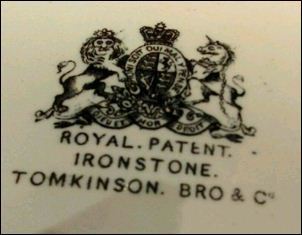 ROYAL. PATENT.
IRONSTONE.
TOMKINSON. BRO & Co